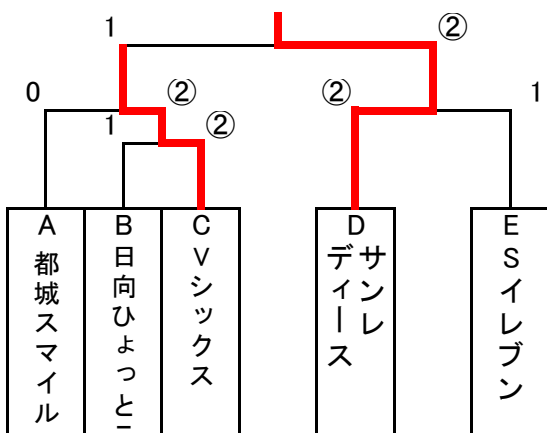 1 ②
0 ② ② 1
1 ②
A 都城スマイル
B 日向ひょっとこ
C Vシックス
D サンレ
ディース
E Sイレブン